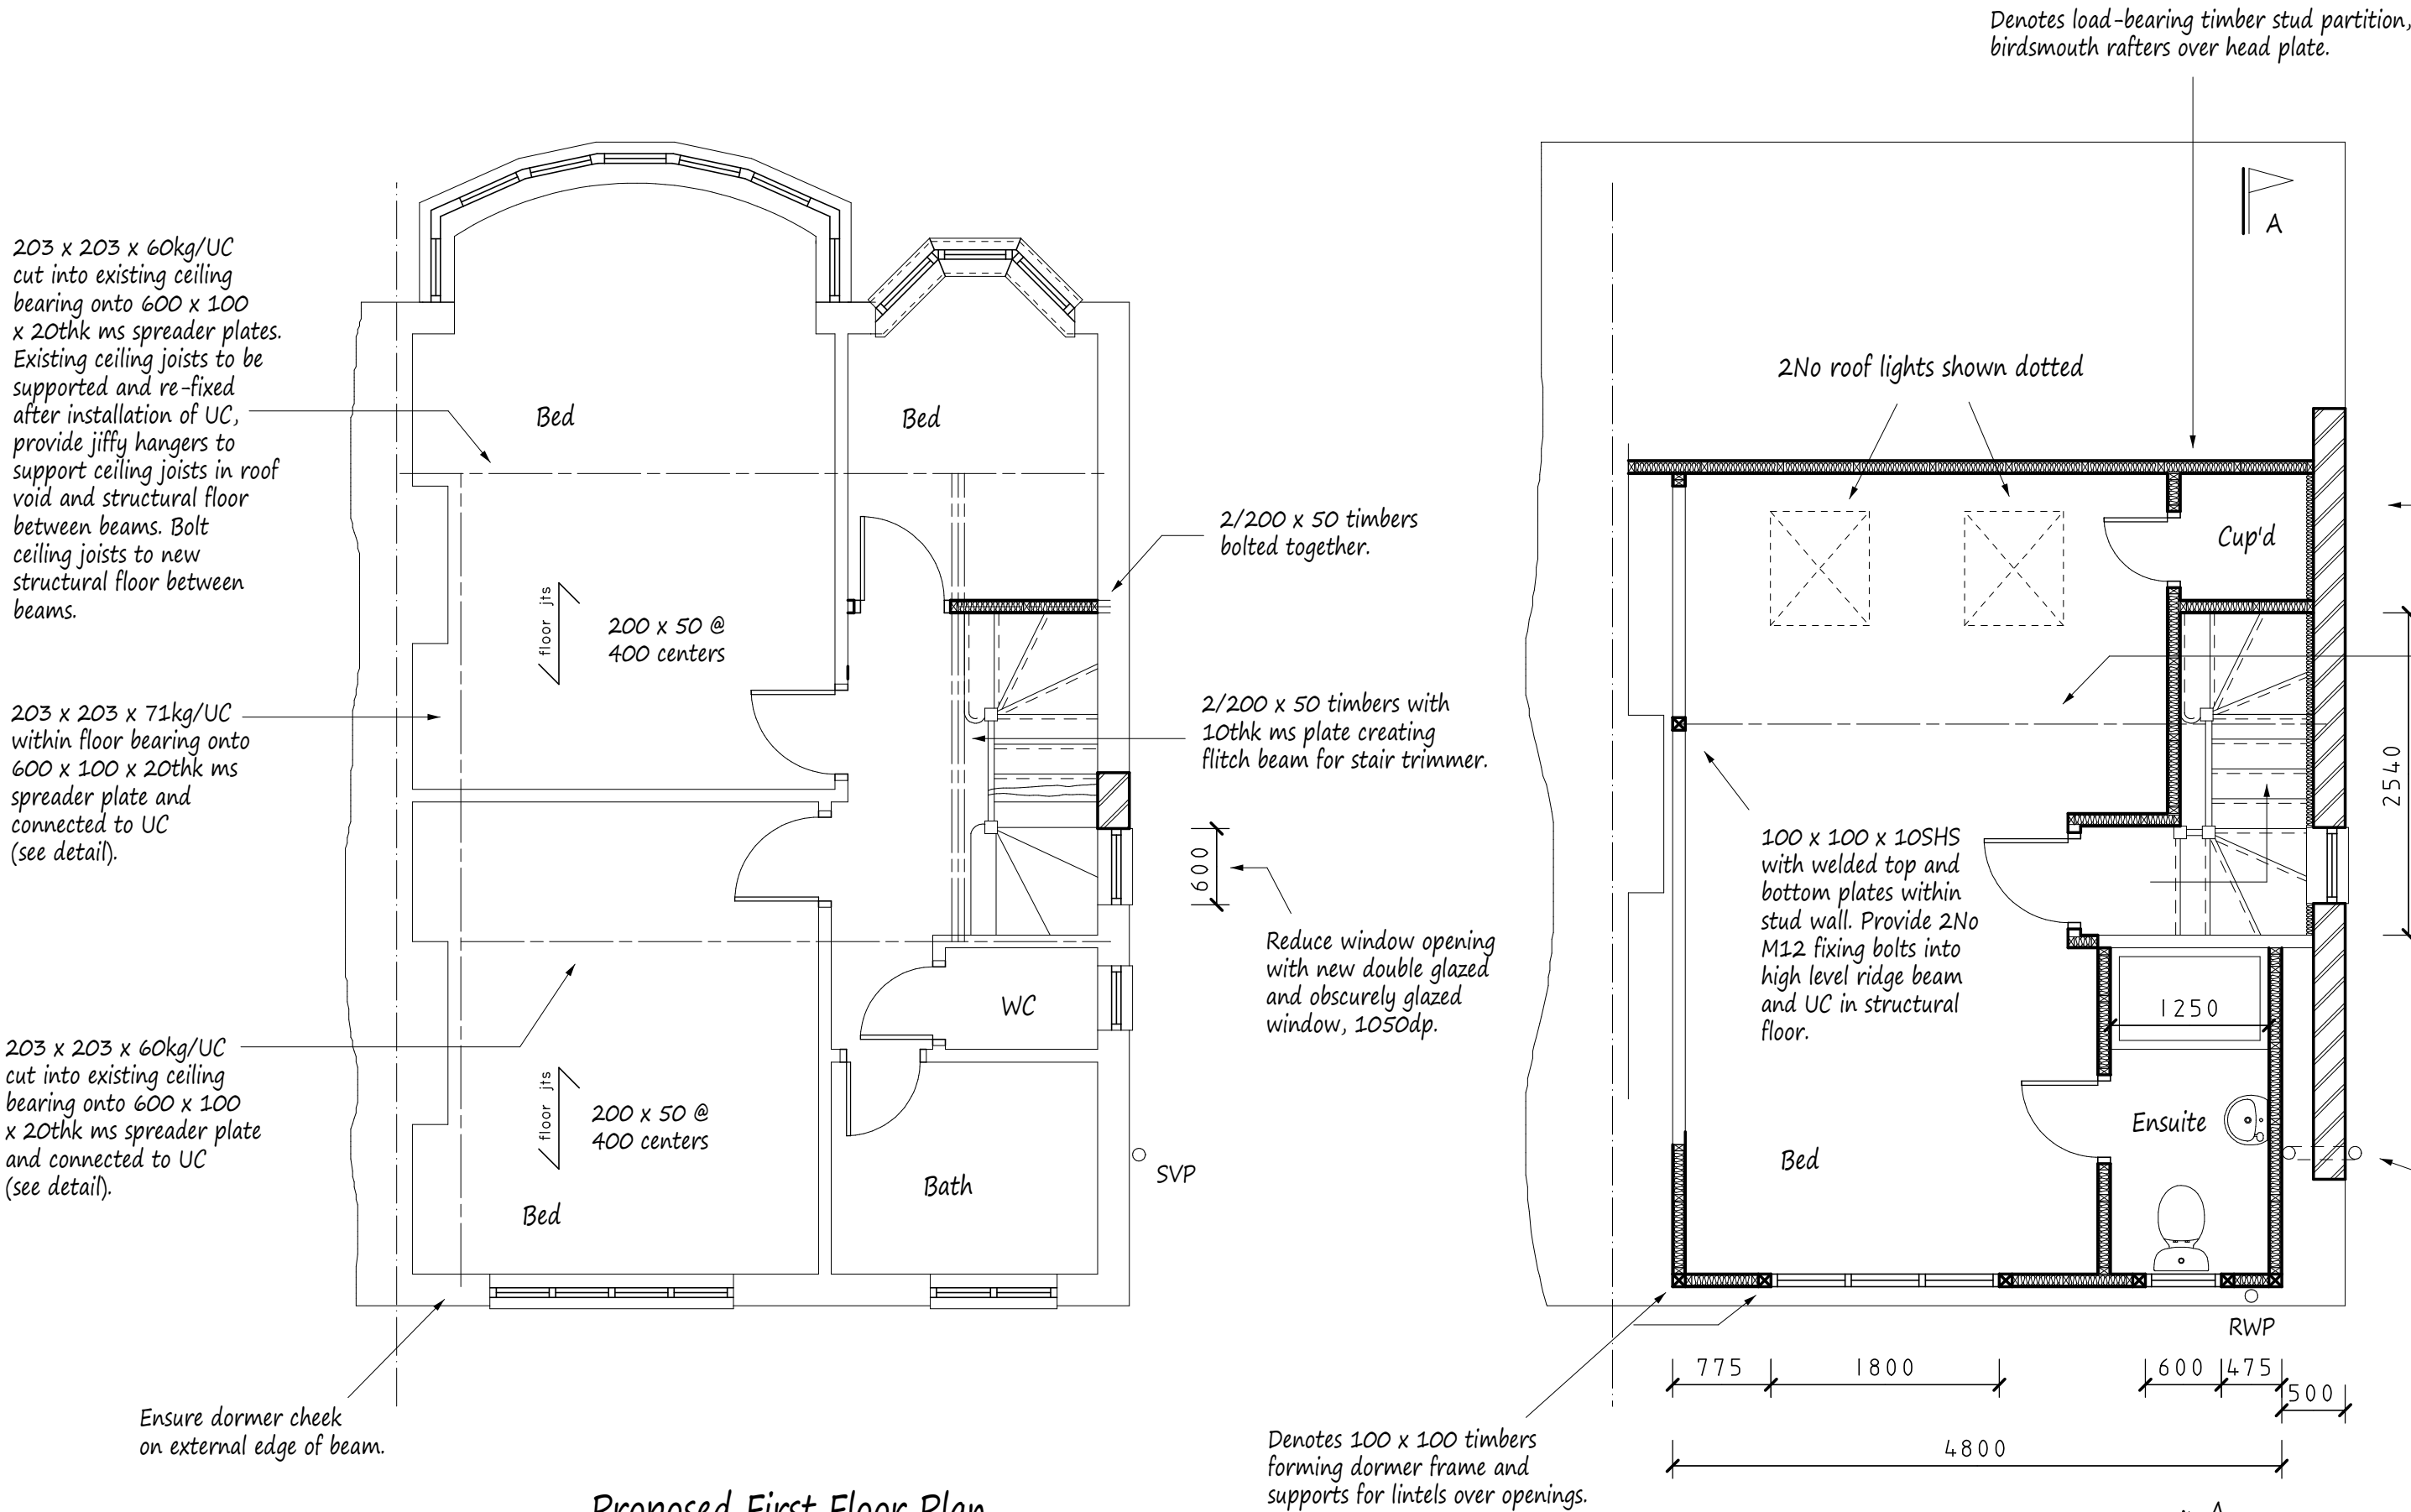 Denotes load-bearing timber stud partition,
birdsmouth rafters over head plate.
203 x 203 x 60kg/UC
cut into existing ceiling
bearing onto 600 x 100
x 20thk ms spreader plates.
Existing ceiling joists to be
supported and re-fixed
after installation of UC,
provide jiffy hangers to
support ceiling joists in roof
void and structural floor
between beams. Bolt
ceiling joists to new
structural floor between
beams.
203 x 203 x 71kg/UC
within floor bearing onto
600 x 100 x 20thk ms
spreader plate and
connected to UC
(see detail).
203 x 203 x 60kg/UC
cut into existing ceiling
bearing onto 600 x 100
x 20thk ms spreader plate
and connected to UC
(see detail).
Ensure dormer cheek
on external edge of beam.
Bed
Bed
floor jts
200 x 50 @
400 centers
floor jts
200 x 50 @
400 centers
Bed
WC
Bath
SVP
2/200 x 50 timbers
bolted together.
2/200 x 50 timbers with
10thk ms plate creating
flitch beam for stair trimmer.
600
Reduce window opening
with new double glazed
and obscurely glazed
window, 1050dp.
Proposed First Floor Plan
A
2No roof lights shown dotted
Cup'd
2540
100 x 100 x 10SHS
with welded top and
bottom plates within
stud wall. Provide 2No
M12 fixing bolts into
high level ridge beam
and UC in structural
floor.
1250
Ensuite
Bed
RWP
775
1800
600
475
500
4800
Denotes 100 x 100 timbers
forming dormer frame and
supports for lintels over openings.
A